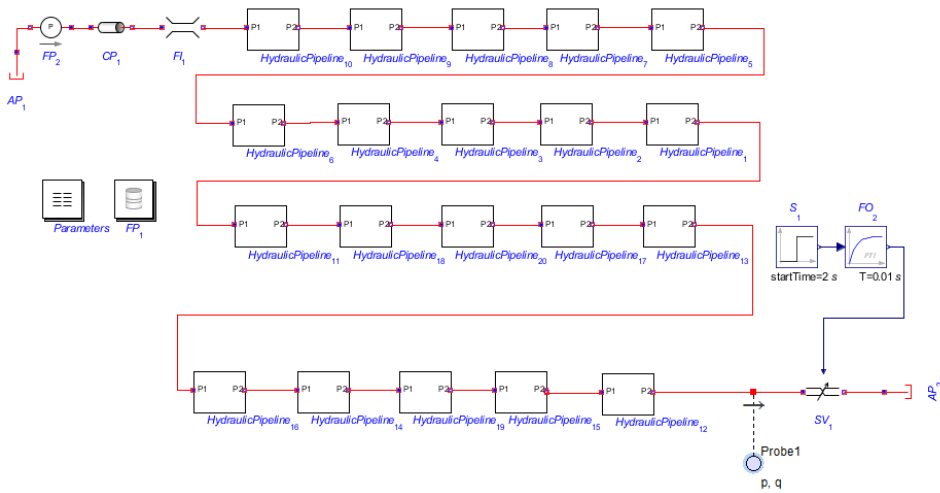 P
FP2
CP1
FI1
AP1
P1 P2 P1 P2 P1 P2 P1 P2 P1 P2
HydraulicPipeline10 HydraulicPipeline9 HydraulicPipeline8 HydraulicPipeline7 HydraulicPipeline5
P1 P2 P1 P2 P1 P2 P1 P2 P1 P2
HydraulicPipeline6 HydraulicPipeline4 HydraulicPipeline3 HydraulicPipeline2 HydraulicPipeline1
Parameters FP1
P1 P2 P1 P2 P1 P2 P1 P2 P1 P2
HydraulicPipeline11 HydraulicPipeline18 HydraulicPipeline20 HydraulicPipeline17 HydraulicPipeline13
S1 FO2
PT1
startTime=2 s T=0.01 s
P1 P2 P1 P2 P1 P2 P1 P2 P1 P2
HydraulicPipeline16 HydraulicPipeline14 HydraulicPipeline19 HydraulicPipeline15 HydraulicPipeline12
SV1
AP2
Probe1
p, q